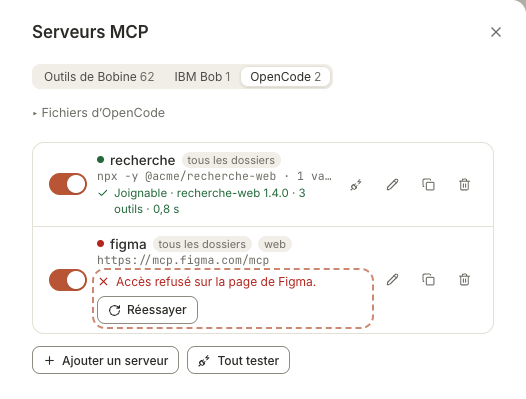 Serveurs MCP
Outils de Bobine 62 IBM Bob 1 OpenCode 2
Fichiers d’OpenCode
recherche tous les dossiers
npx -y @acme/recherche-web · 1 va…
Joignable · recherche-web 1.4.0 · 3
outils · 0,8 s
figma tous les dossiers web
https://mcp.figma.com/mcp
Accès refusé sur la page de Figma.
Réessayer
Ajouter un serveur Tout tester